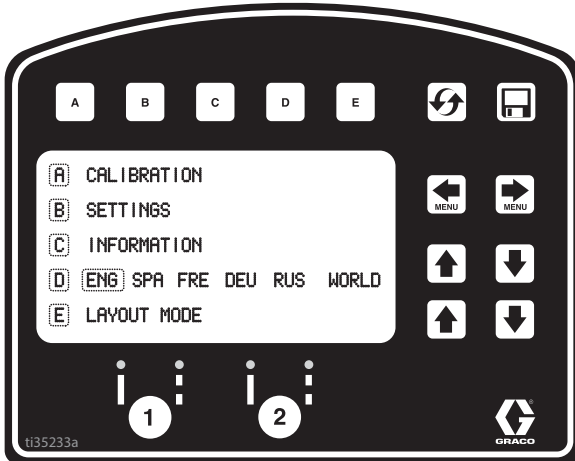 A B C D E
A CALIBRATION
B SETTINGS
C INFORMATION
D ENG SPA FRE DEU RUS WORLD
E LAYOUT MODE
MENU MENU
1 2
ti35233a
GRACO